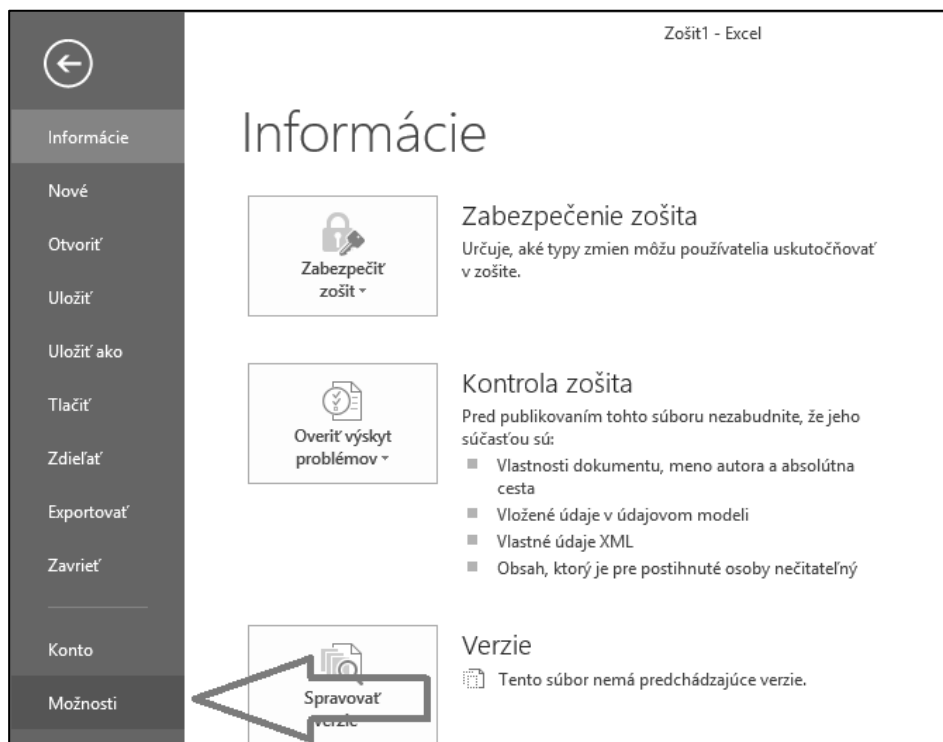 Zošit1 - Excel
Informácie
Nové
Otvoriť
Uložiť
Uložiť ako
Tlačiť
Zdieľať
Exportovať
Zavrieť
Konto
Možnosti
Informácie
Zabezpečiť
zošit
Zabezpečenie zošita
Určuje, aké typy zmien môžu používatelia uskutočňovať
v zošite.
Overiť výskyt
problémov
Kontrola zošita
Pred publikovaním tohto súboru nezabudnite, že jeho
súčasťou sú:
Vlastnosti dokumentu, meno autora a absolútna
cesta
Vložené údaje v údajovom modeli
Vlastné údaje XML
Obsah, ktorý je pre postihnuté osoby nečitateľný
Spravovať
verzie
Verzie
Tento súbor nemá predchádzajúce verzie.